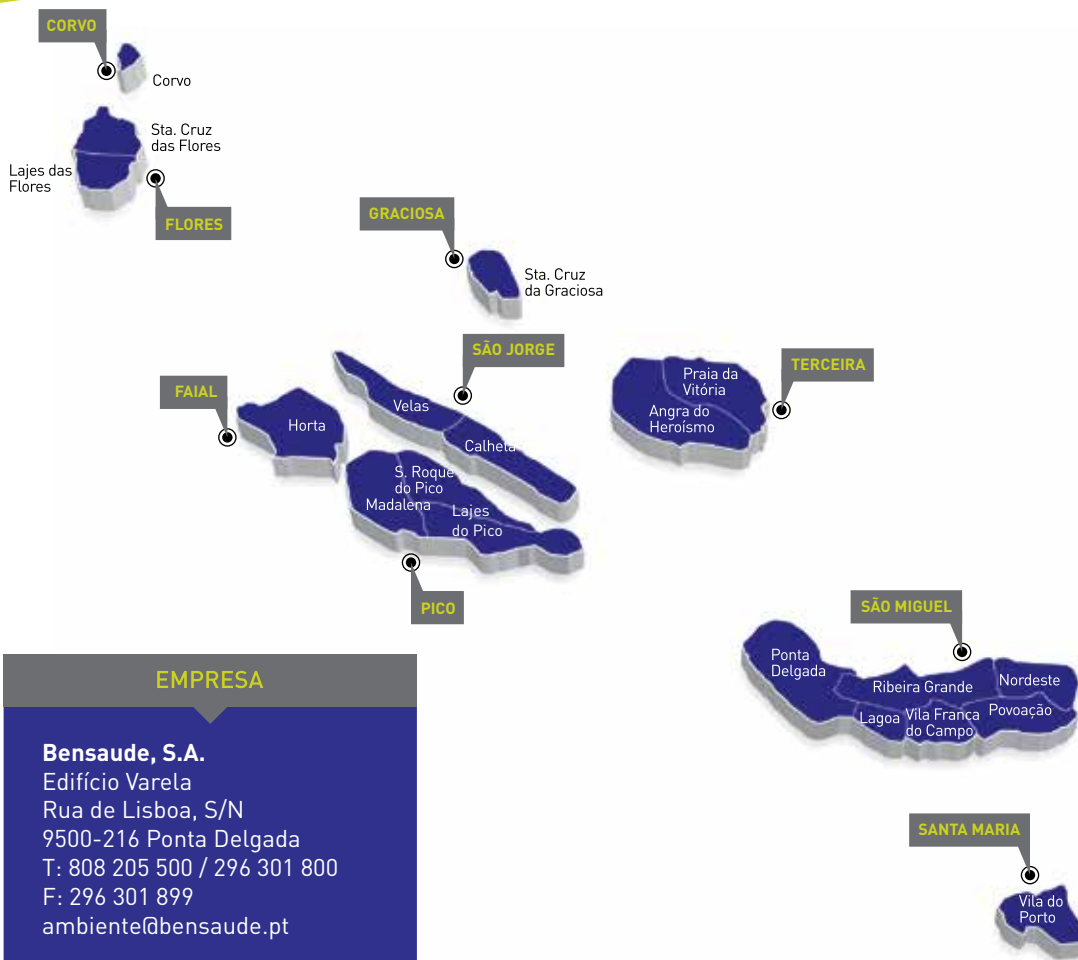 CORVO
Corvo
Sta. Cruz
das Flores
Lajes das
Flores
FLORES
GRACIOSA
Sta. Cruz
da Graciosa
SÃO JORGE
Velas
Calheta
TERCEIRA
Praia da
Vitória
Angra do
Heroísmo
FAIAL
Horta
S. Roque
do Pico
Madalena
Lajes
do Pico
PICO
SÃO MIGUEL
Ponta
Delgada
Ribeira Grande
Nordeste
Lagoa
Vila Franca
do Campo
Povoação
SANTA MARIA
Vila do
Porto
EMPRESA
Bensaude, S.A.
Edifício Varela
Rua de Lisboa, S/N
9500-216 Ponta Delgada
T: 808 205 500 / 296 301 800
F: 296 301 899
ambiente@bensaude.pt